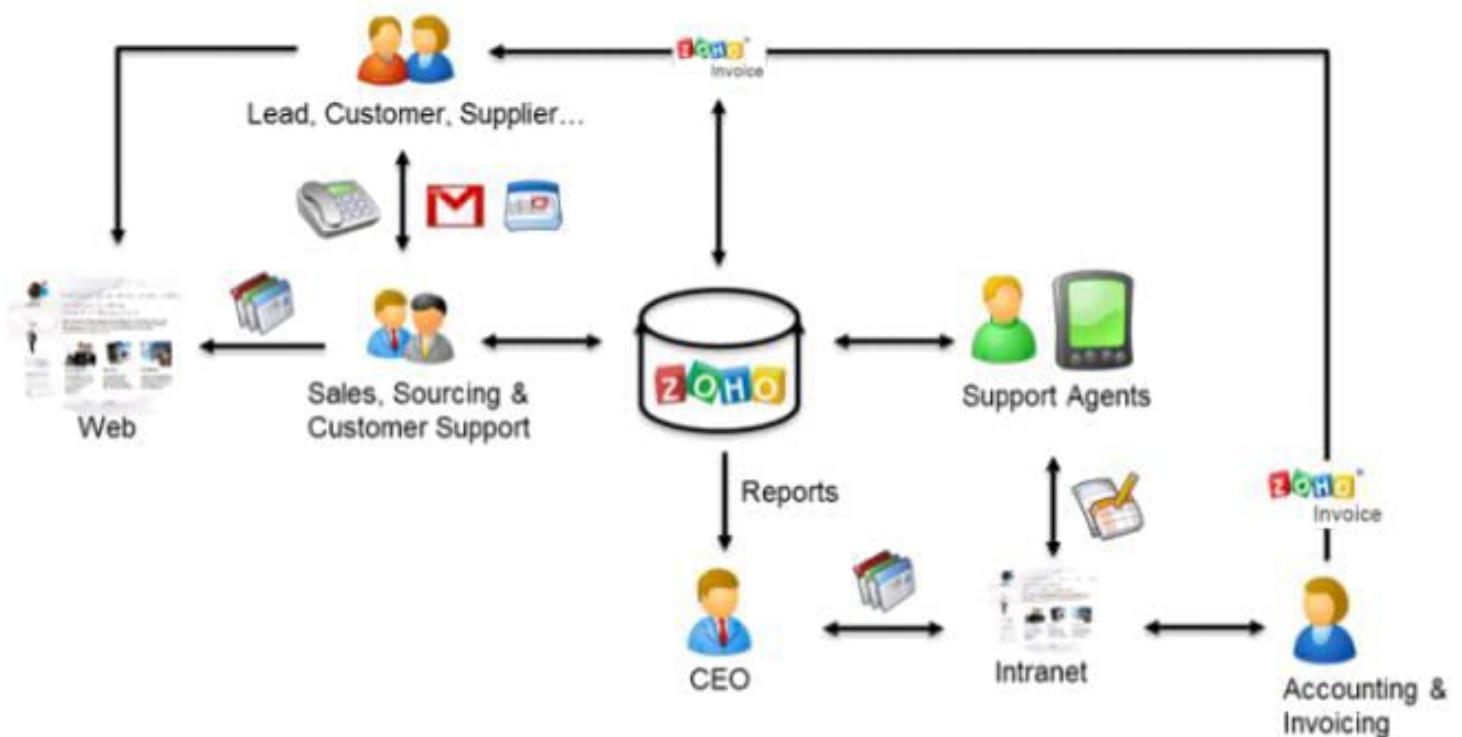 ZOHO
Invoice
Lead, Customer, Supplier...
Web
Sales, Sourcing &
Customer Support
ZOHO
Support Agents
Reports
ZOHO
Invoice
CEO
Intranet
Accounting &
Invoicing